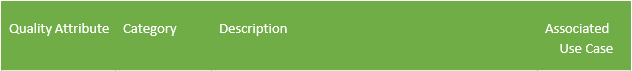 Quality Attribute Category Description Associated
Use Case